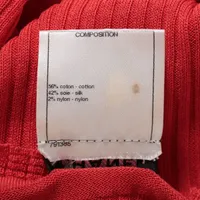 COMPOSITION
56% coton - cotton
42% soie - silk
2% nylon - nylon